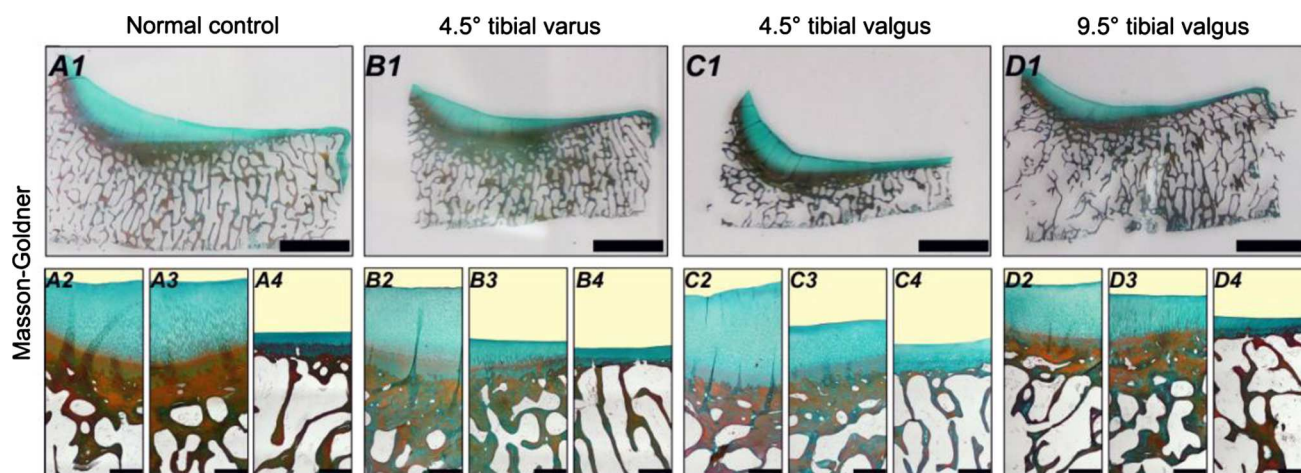 Normal control
4.5° tibial varus
4.5° tibial valgus
9.5° tibial valgus
Masson-Goldner
A1
B1
C1
D1
A2
A3
A4
B2
B3
B4
C2
C3
C4
D2
D3
D4